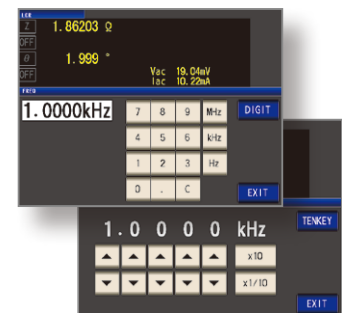 LCR
Z 1.86203 Ω
OFF
θ 1.999 °
OFF
Vac 19.04mV
Iac 10.22mA
FREQ
1.0000kHz
7 8 9 MHz DIGIT
4 5 6 kHz
1 2 3 Hz
0 . C EXIT
1.0000 kHz TENKEY
x10
x1/10
EXIT